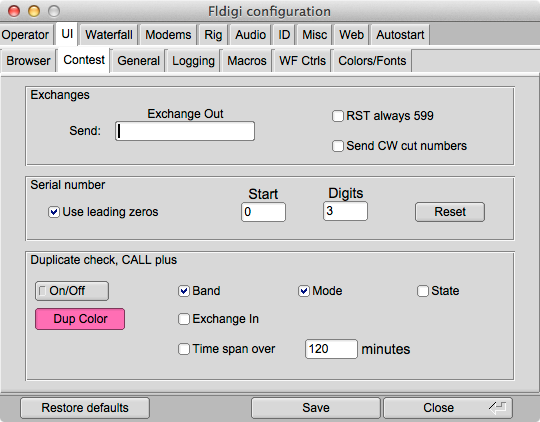 Fldigi configuration
Operator UI Waterfall Modems Rig Audio ID Misc Web Autostart
Browser Contest General Logging Macros WF Ctrls Colors/Fonts
Exchanges
Exchange Out
Send:
RST always 599
Send CW cut numbers
Serial number
Start Digits
Use leading zeros 0 3 Reset
Duplicate check, CALL plus
On/Off Band Mode State
Dup Color Exchange In
Time span over 120 minutes
Restore defaults Save Close